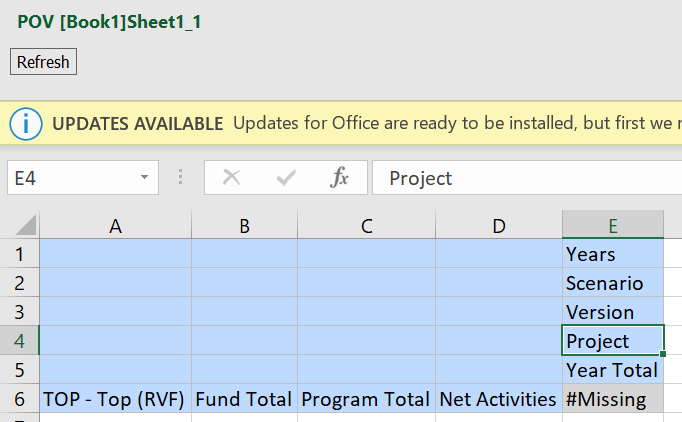 POV [Book1]Sheet1_1
Refresh
UPDATES AVAILABLE Updates for Office are ready to be installed, but first we
E4 fx Project
A B C D E
1 Years
2 Scenario
3 Version
4 Project
5 Year Total
6 TOP - Top (RVF) Fund Total Program Total Net Activities #Missing